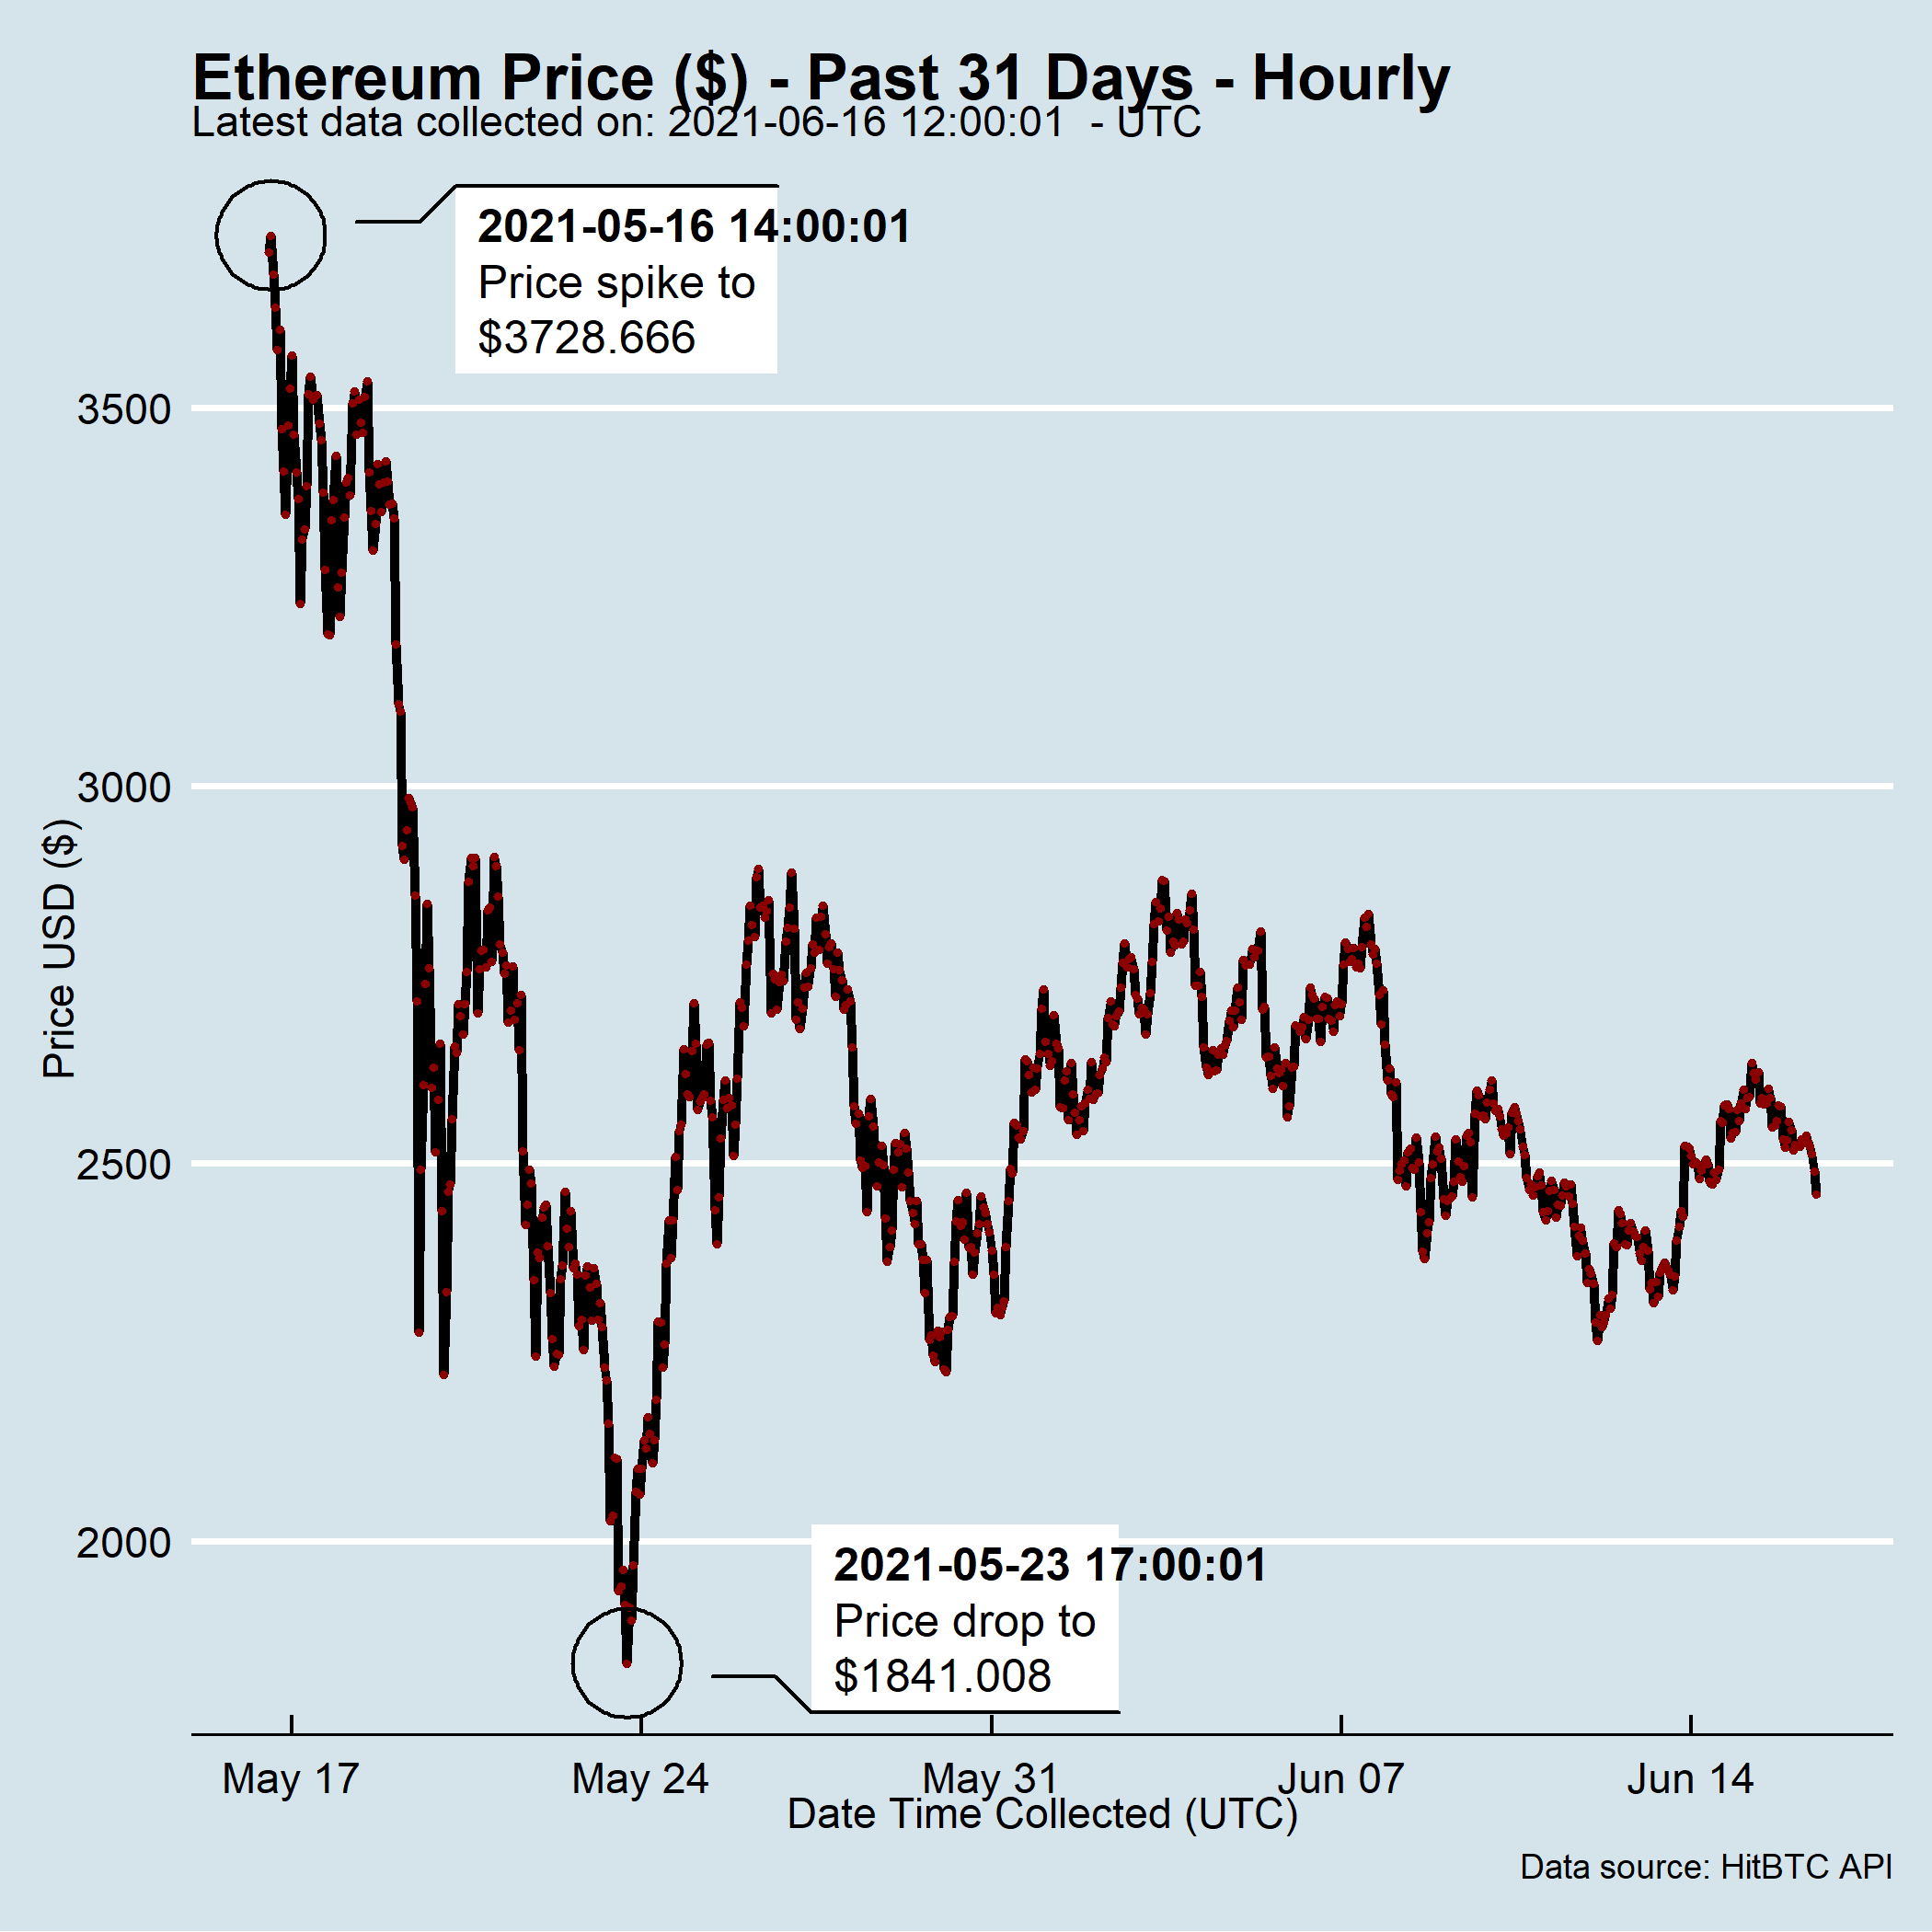 Ethereum Price ($) - Past 31 Days - Hourly
Latest data collected on: 2021-06-16 12:00:01  - UTC
2021-05-16 14:00:01
Price spike to
$3728.666
3500
3000
2500
2000
Price USD ($)
2021-05-23 17:00:01
Price drop to
$1841.008
May 17
May 24
May 31
Jun 07
Jun 14
Date Time Collected (UTC)
Data source: HitBTC API